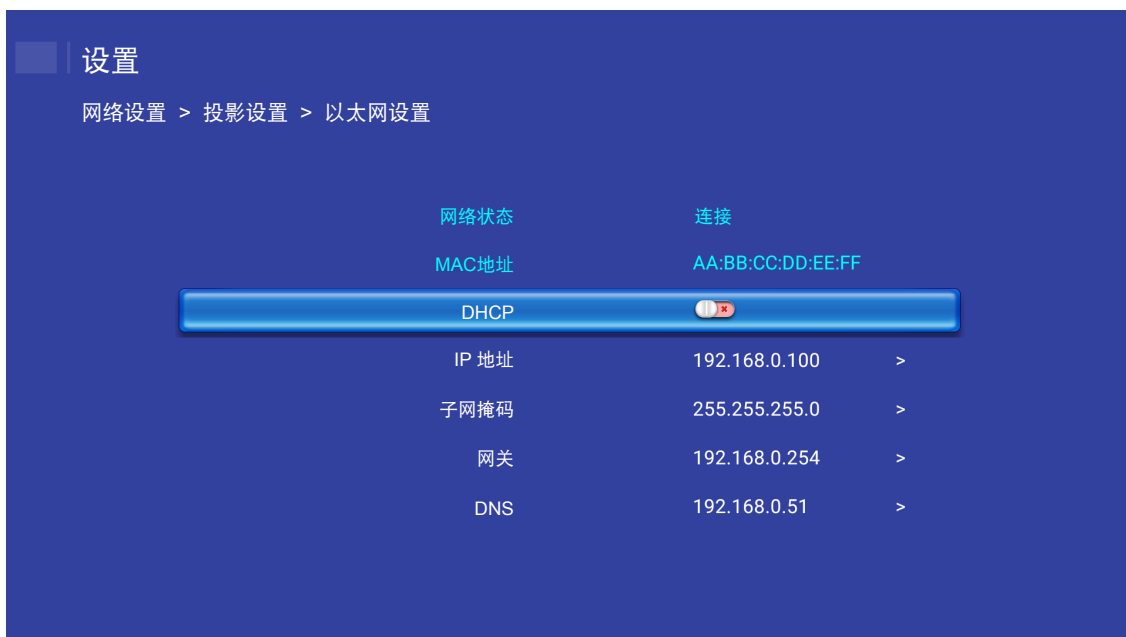 设置
网络设置 > 投影设置 > 以太网设置
网络状态 连接
MAC地址 AA:BB:CC:DD:EE:FF
DHCP
IP 地址 192.168.0.100 >
子网掩码 255.255.255.0 >
网关 192.168.0.254 >
DNS 192.168.0.51 >